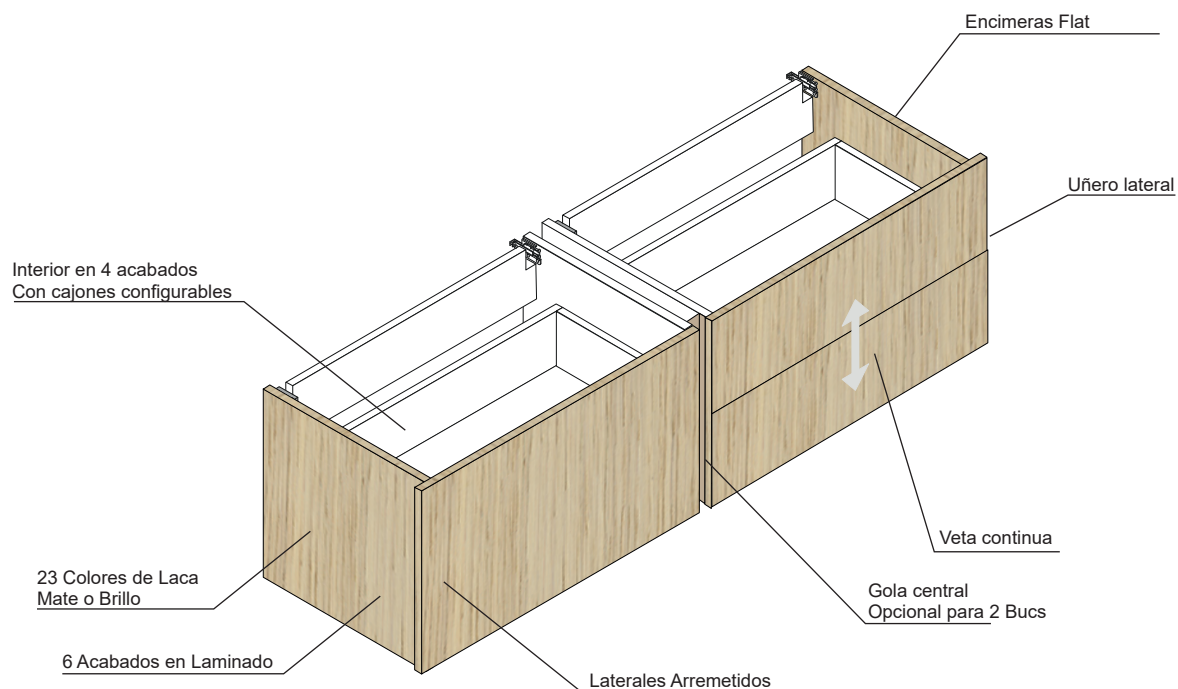 Encimeras Flat
Uñero lateral
Interior en 4 acabados
Con cajones configurables
Veta continua
23 Colores de Laca
Mate o Brillo
Gola central
Opcional para 2 Bucs
6 Acabados en Laminado
Laterales Arremetidos